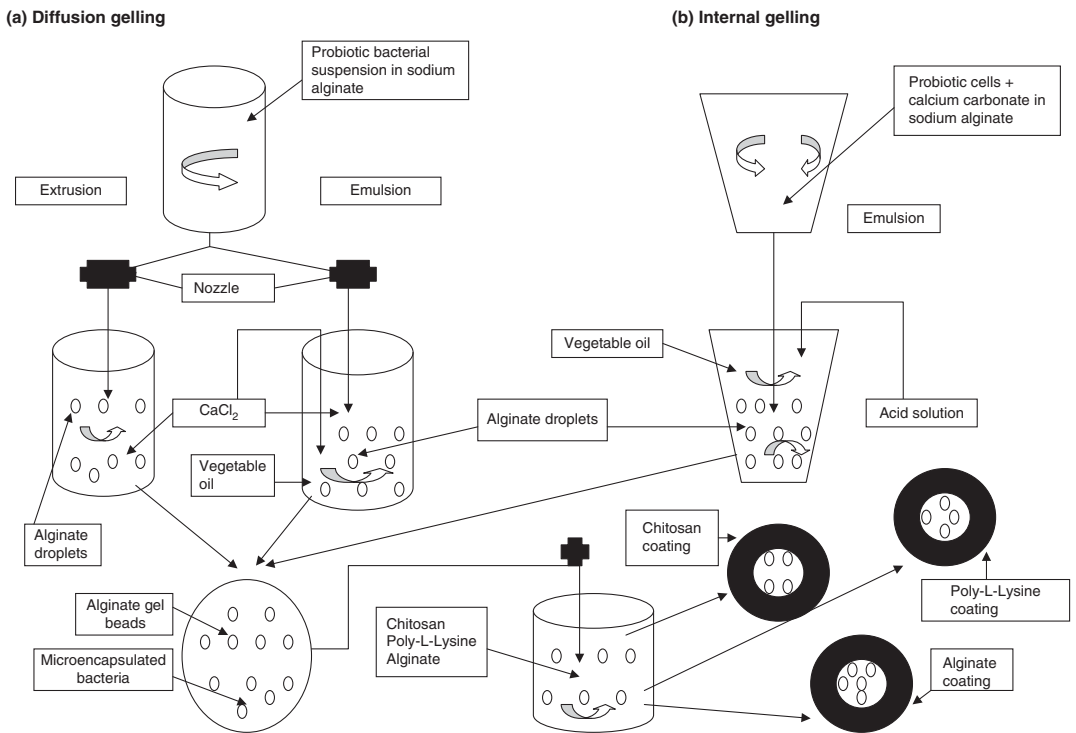 (a) Diffusion gelling
(b) Internal gelling
Probiotic bacterial
suspension in sodium
alginate
Probiotic cells +
calcium carbonate in
sodium alginate
Extrusion
Emulsion
Emulsion
Nozzle
Vegetable oil
CaCl₂
Alginate droplets
Acid solution
Vegetable
oil
Alginate
droplets
Chitosan
coating
Poly-L-Lysine
coating
Alginate gel
beads
Chitosan
Poly-L-Lysine
Alginate
Microencapsulated
bacteria
Alginate
coating